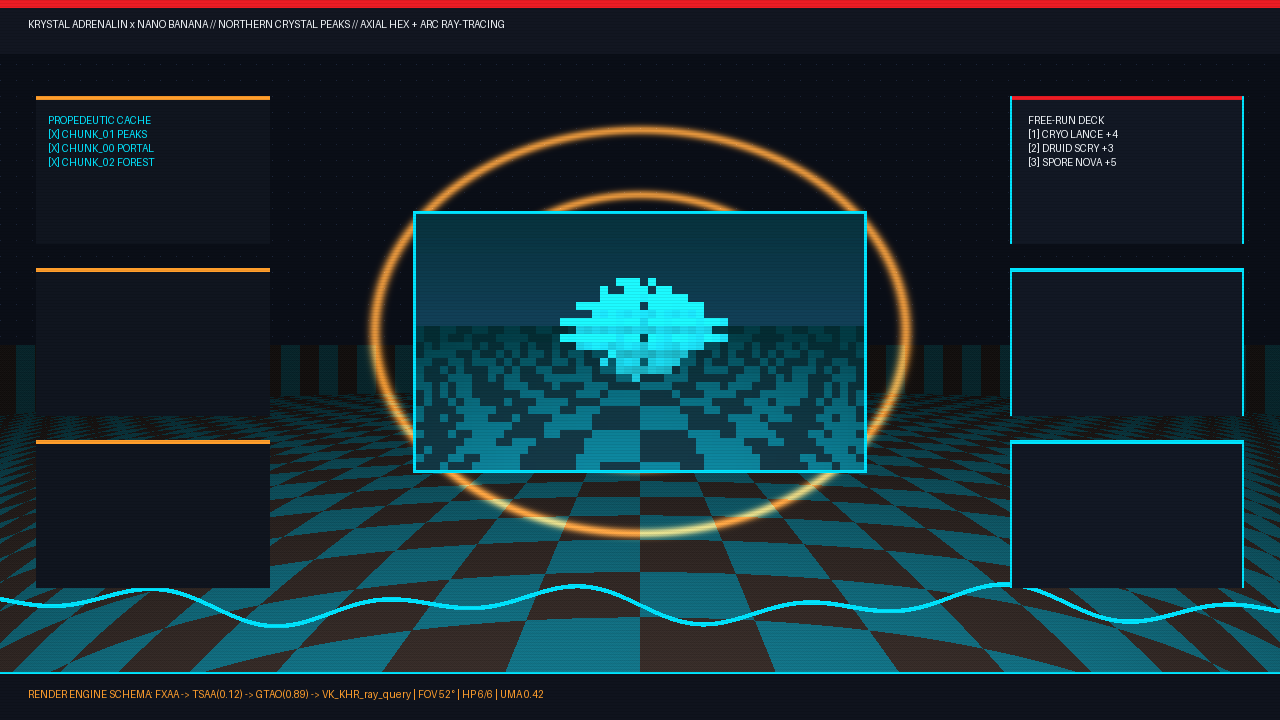 KRYSTAL ADRENALIN x NANO BANANA // NORTHERN CRYSTAL PEAKS // AXIAL HEX + ARC RAY-TRACING
PROPEDEUTIC CACHE
[X] CHUNK_01 PEAKS
[X] CHUNK_00 PORTAL
[X] CHUNK_02 FOREST
FREE-RUN DECK
[1] CRYO LANCE +4
[2] DRUID SCRY +3
[3] SPORE NOVA +5
RENDER ENGINE SCHEMA: FXAA -> TSAA(0.12) -> GTAO(0.89) -> VK_KHR_ray_query | FOV 52° | HP 6/6 | UMA 0.42